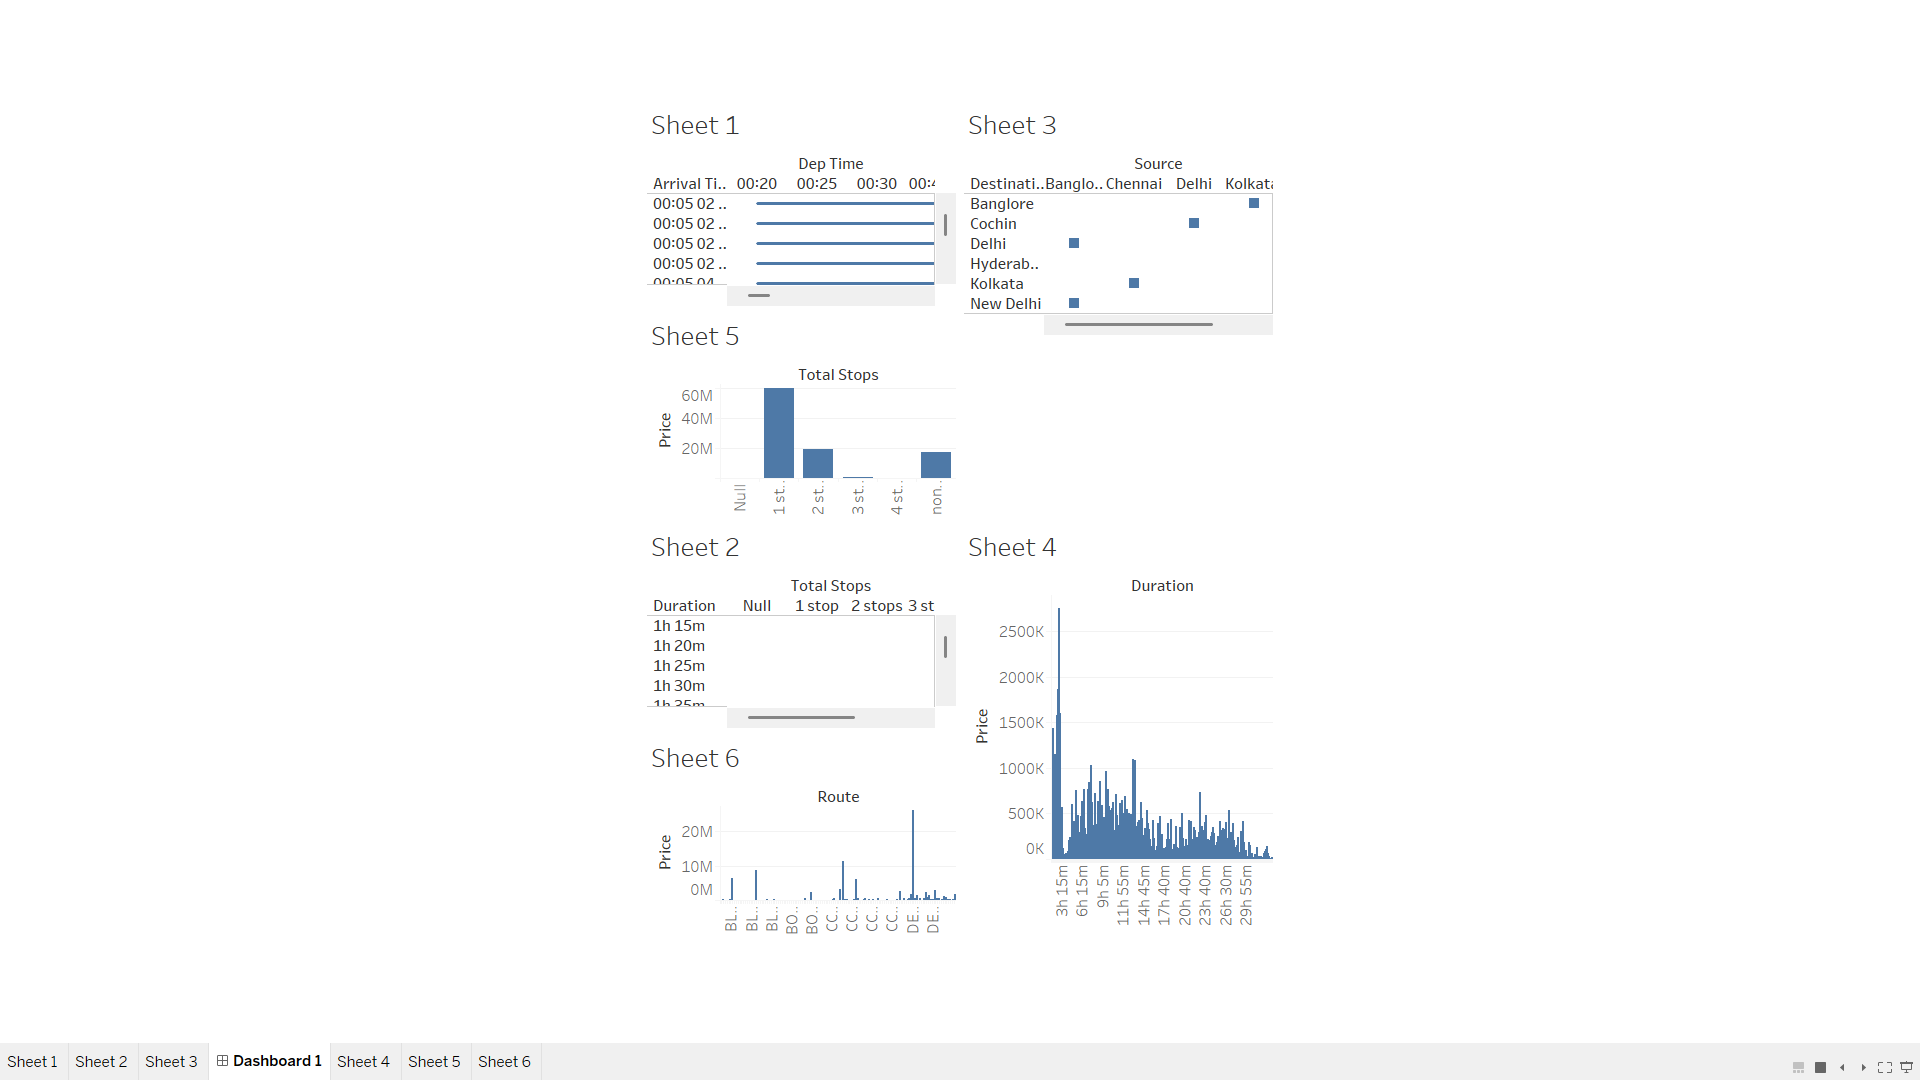 Sheet 1
Dep Time
Arrival Ti.. 00:20 00:25 00:30 00:4
00:05 02 ..
00:05 02 ..
00:05 02 ..
00:05 02 ..
00:05 04
Sheet 3
Source
Destinati.. Banglo.. Chennai Delhi Kolkata
Banglore
Cochin
Delhi
Hyderab..
Kolkata
New Delhi
Sheet 5
Total Stops
Price
60M
40M
20M
Null 1 st.. 2 st.. 3 st.. 4 st.. non..
Sheet 2
Total Stops
Duration Null 1 stop 2 stops 3 st
1h 15m
1h 20m
1h 25m
1h 30m
1h 35m
Sheet 4
Duration
Price
2500K
2000K
1500K
1000K
500K
0K
3h 15m 6h 15m 9h 5m 11h 55m 14h 45m 17h 40m 20h 40m 23h 40m 26h 30m 29h 55m
Sheet 6
Route
Price
20M
10M
0M
BL.. BL.. BL.. BO.. BO.. CC.. CC.. CC.. CC.. DE.. DE..
Sheet 1 Sheet 2 Sheet 3 Dashboard 1 Sheet 4 Sheet 5 Sheet 6